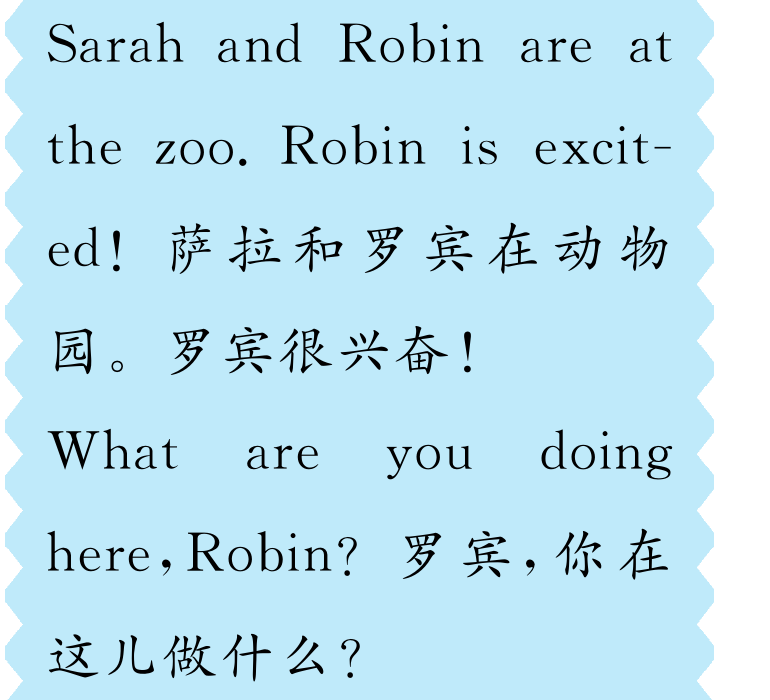 Sarah and Robin are at
the zoo. Robin is excit-
ed! 萨拉和罗宾在动物
园。罗宾很兴奋!
What are you doing
here,Robin? 罗宾,你在
这儿做什么?